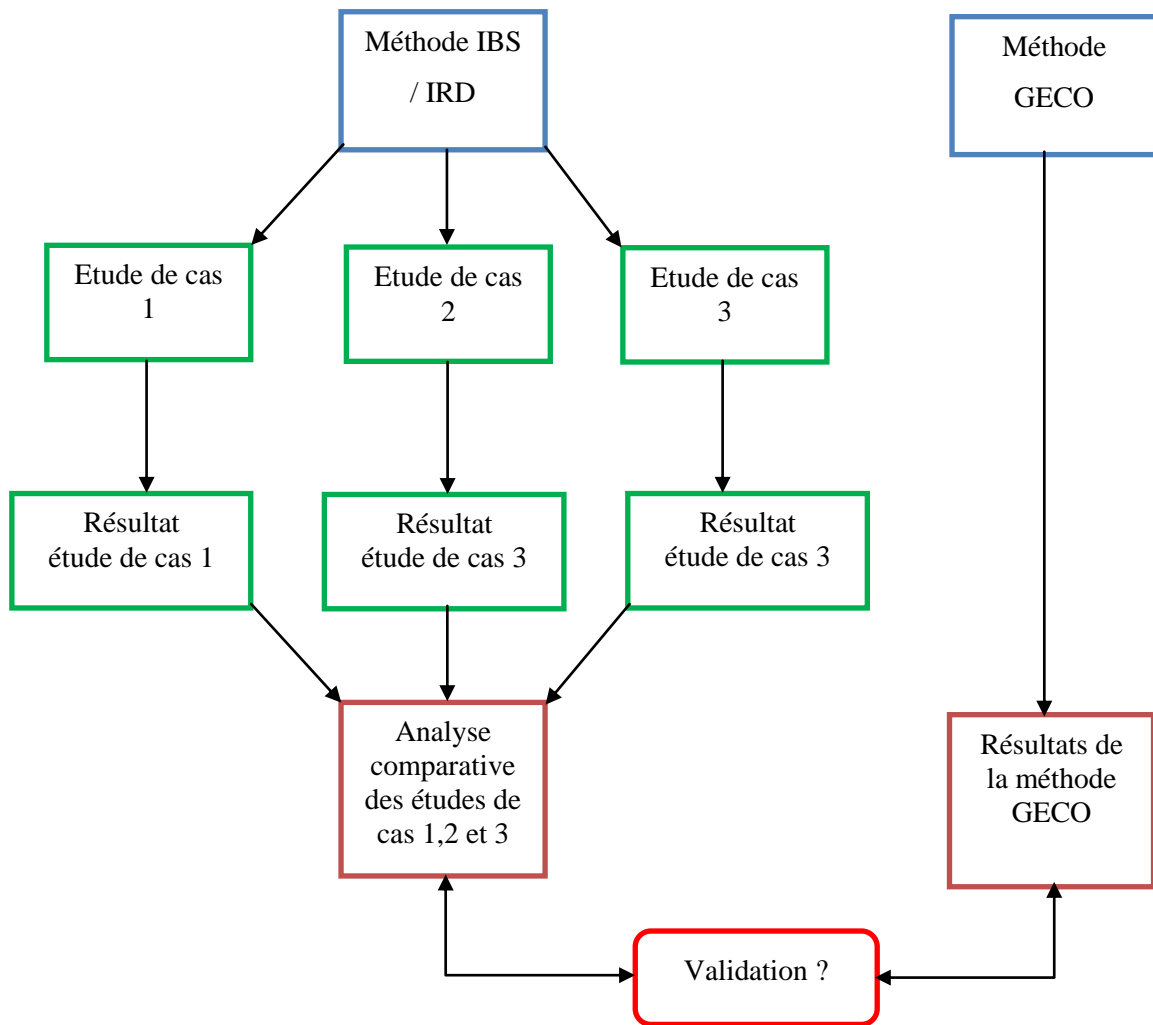 Méthode IBS
/ IRD
Méthode
GECO
Etude de cas
1
Etude de cas
2
Etude de cas
3
Résultat
étude de cas 1
Résultat
étude de cas 3
Résultat
étude de cas 3
Analyse
comparative
des études de
cas 1,2 et 3
Résultats de
la méthode
GECO
Validation ?